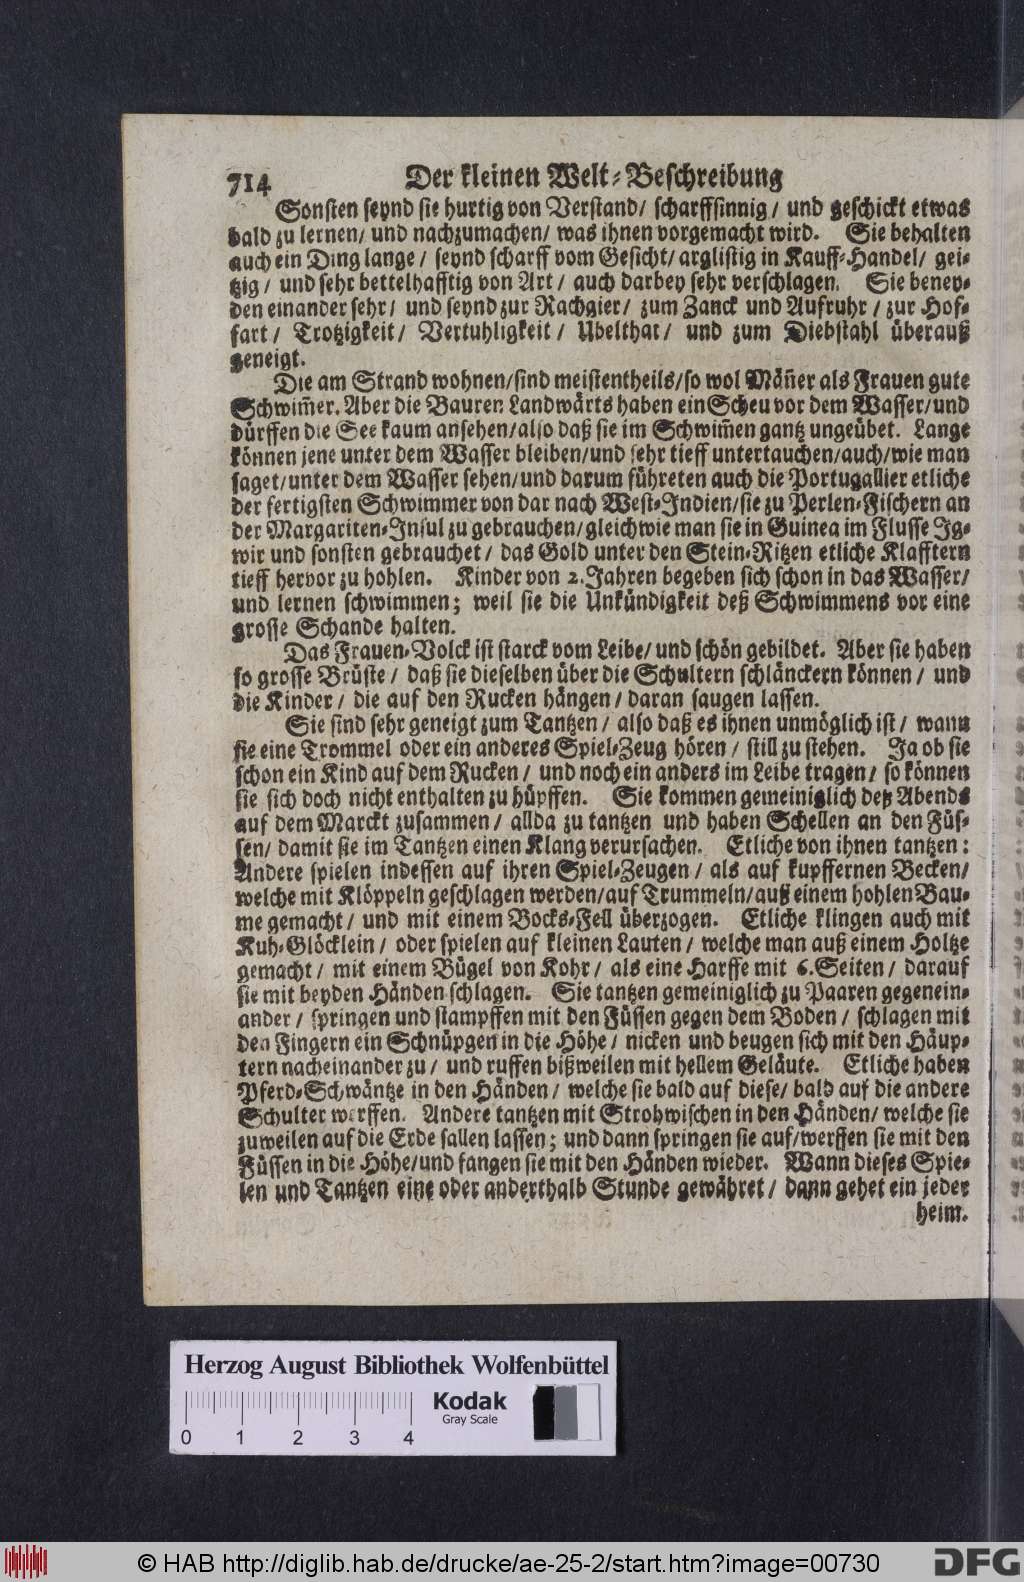 714 Der kleinen Welt-Beschreibung
Sonsten seynd sie hurtig von Verstand/ scharffsinnig/ und geschickt etwas
bald zu lernen/ und nachzumachen/ was ihnen vorgemacht wird. Sie behalten
auch ein Ding lange/ seynd scharff vom Gesicht/ arglistig in Kauff-Handel/ gei-
tzig/ und sehr bettelhafftig von Art/ auch darbey sehr verschlagen. Sie beney-
den einander sehr/ und seynd zur Rachgier/ zum Zanck und Aufruhr/ zur Hof-
fart/ Trotzigkeit/ Vertuhligkeit/ Ubelthat/ und zum Diebstahl überauß
geneigt.
Die am Strand wohnen/ sind meistentheils/ so wol Mäñer als Frauen gute
Schwim̃er. Aber die Bauren Landwärts haben ein Scheu vor dem Wasser/ und
dürffen die See kaum ansehen/ also daß sie im Schwim̃en gantz ungeübet. Lange
können jene unter dem Wasser bleiben/ und sehr tieff untertauchen/ auch/ wie man
saget/ unter dem Wasser sehen/ und darum führeten auch die Portugallier etliche
der fertigsten Schwimmer von dar nach West-Indien/ sie zu Perlen-Fischern an
der Margariten-Insul zu gebrauchen/ gleichwie man sie in Guinea im Flusse Ig-
wir und sonsten gebrauchet/ das Gold unter den Stein-Ritzen etliche Klafftern
tieff hervor zu hohlen. Kinder von 2. Jahren begeben sich schon in das Wasser/
und lernen schwimmen; weil sie die Unkündigkeit deß Schwimmens vor eine
grosse Schande halten.
Das Frauen-Volck ist starck vom Leibe/ und schön gebildet. Aber sie haben
so grosse Brüste/ daß sie dieselben über die Schultern schlänckern können/ und
die Kinder/ die auf den Rucken hängen/ daran saugen lassen.
Sie sind sehr geneigt zum Tantzen/ also daß es ihnen unmöglich ist/ wann
sie eine Trommel oder ein anderes Spiel-Zeug hören/ still zu stehen. Ja ob sie
schon ein Kind auf dem Rucken/ und noch ein anders im Leibe tragen/ so können
sie sich doch nicht enthalten zu hüpffen. Sie kommen gemeiniglich deß Abends
auf dem Marckt zusammen/ allda zu tantzen und haben Schellen an den Füs-
sen/ damit sie im Tantzen einen Klang verursachen. Etliche von ihnen tantzen:
Andere spielen indessen auf ihren Spiel-Zeugen/ als auf kupffernen Becken/
welche mit Klöppeln geschlagen werden/ auf Trummeln/ auß einem hohlen Bau-
me gemacht/ und mit einem Bocks-Fell überzogen. Etliche klingen auch mit
Kuh-Glöcklein/ oder spielen auf kleinen Lauten/ welche man auß einem Holtze
gemacht/ mit einem Bügel von Rohr/ als eine Harffe mit 6. Seiten/ darauf
sie mit beyden Händen schlagen. Sie tantzen gemeiniglich zu Paaren gegenein-
ander/ springen und stampffen mit den Füssen gegen dem Boden/ schlagen mit
den Fingern ein Schnüpgen in die Höhe/ nicken und beugen sich mit den Häup-
tern nacheinander zu/ und ruffen bißweilen mit hellem Geläute. Etliche haben
Pferd-Schwäntze in den Händen/ welche sie bald auf diese/ bald auf die andere
Schulter werffen. Andere tantzen mit Strohwischen in den Händen/ welche sie
zuweilen auf die Erde fallen lassen; und dann springen sie auf/ werffen sie mit den
Füssen in die Höhe/ und fangen sie mit den Händen wieder. Wann dieses Spie-
len und Tantzen eine oder anderthalb Stunde gewähret/ dann gehet ein jeder
heim.
Herzog August Bibliothek Wolfenbüttel
Kodak
Gray Scale
0 1 2 3 4
© HAB http://diglib.hab.de/drucke/ae-25-2/start.htm?image=00730
DFG